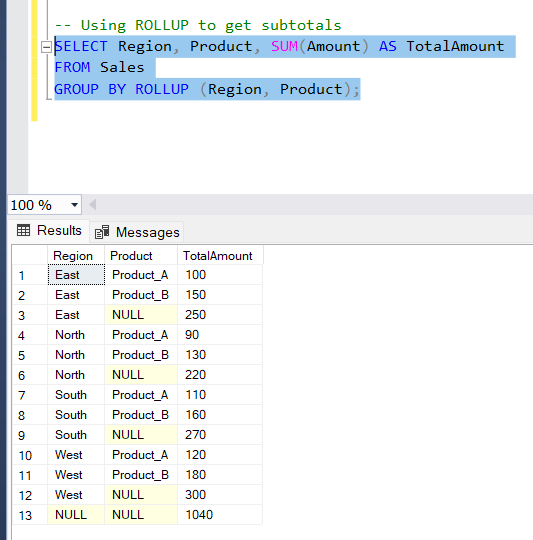 -- Using ROLLUP to get subtotals
SELECT Region, Product, SUM(Amount) AS TotalAmount
FROM Sales
GROUP BY ROLLUP (Region, Product);
100 %
Results Messages
Region Product TotalAmount
1 East Product_A 100
2 East Product_B 150
3 East NULL 250
4 North Product_A 90
5 North Product_B 130
6 North NULL 220
7 South Product_A 110
8 South Product_B 160
9 South NULL 270
10 West Product_A 120
11 West Product_B 180
12 West NULL 300
13 NULL NULL 1040